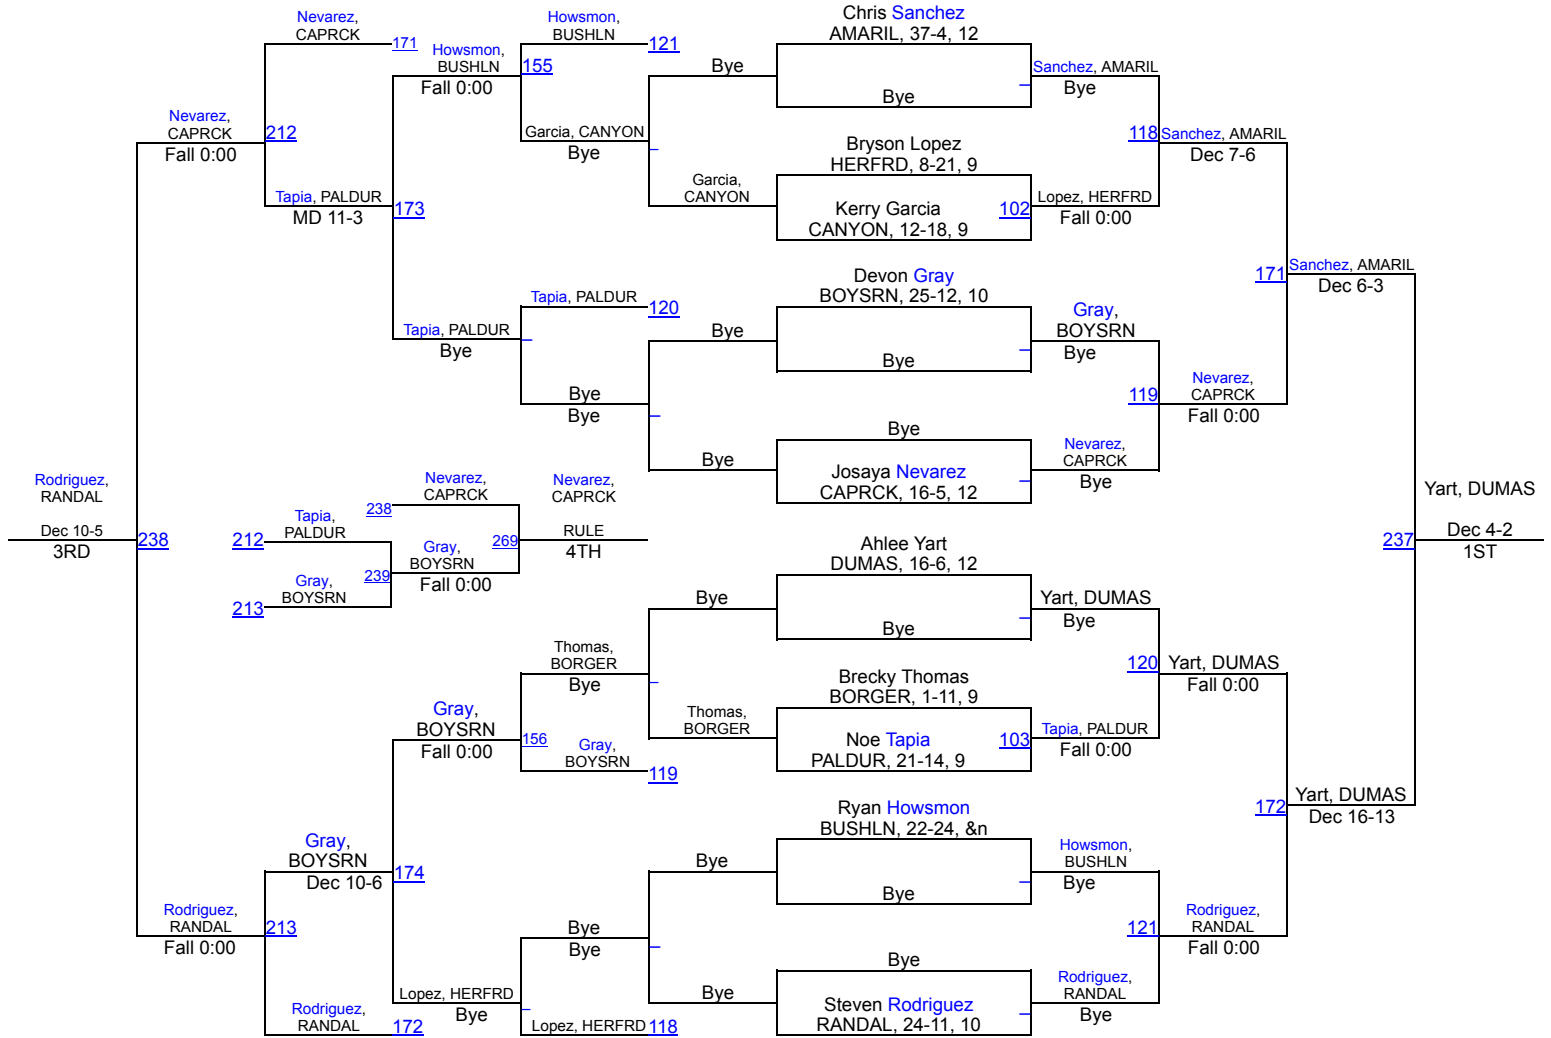 Chris Sanchez
AMARIL, 37-4, 12
Bye
Bryson Lopez
HERFRD, 8-21, 9
Kerry Garcia
CANYON, 12-18, 9
102
Devon Gray
BOYSRN, 25-12, 10
Bye
Bye
Josaya Nevarez
CAPRCK, 16-5, 12
Ahlee Yart
DUMAS, 16-6, 12
Bye
Brecky Thomas
BORGER, 1-11, 9
Noe Tapia
PALDUR, 21-14, 9
103
Ryan Howsmon
BUSHLN, 22-24, &n
Bye
Bye
Steven Rodriguez
RANDAL, 24-11, 10
Sanchez, AMARIL
Bye
118
Lopez, HERFRD
Fall 0:00
Gray,
BOYSRN
Bye
119
Nevarez,
CAPRCK
Bye
Yart, DUMAS
Bye
120
Tapia, PALDUR
Fall 0:00
Howsmon,
BUSHLN
Bye
121
Rodriguez,
RANDAL
Bye
Sanchez, AMARIL
Dec 7-6
171
Nevarez,
CAPRCK
Fall 0:00
Yart, DUMAS
Fall 0:00
172
Rodriguez,
RANDAL
Fall 0:00
Sanchez, AMARIL
Dec 6-3
237
Yart, DUMAS
Dec 16-13
Yart, DUMAS
Dec 4-2
1ST
Bye
Garcia,
CANYON
Bye
Bye
Bye
Thomas,
BORGER
Bye
Bye
Howsmon,
BUSHLN
121
155
Garcia, CANYON
Bye
Tapia, PALDUR
120
Bye
Bye
Thomas,
BORGER
Bye
156
Gray,
BOYSRN
119
Bye
Bye
Lopez, HERFRD
118
Howsmon,
BUSHLN
Fall 0:00
173
Tapia, PALDUR
Bye
Gray,
BOYSRN
Fall 0:00
174
Lopez, HERFRD
Bye
Nevarez,
CAPRCK
171
212
Tapia, PALDUR
MD 11-3
Gray,
BOYSRN
Dec 10-6
213
Rodriguez,
RANDAL
172
Nevarez,
CAPRCK
Fall 0:00
238
Rodriguez,
RANDAL
Fall 0:00
Rodriguez,
RANDAL
Dec 10-5
3RD
Tapia,
PALDUR
212
239
Gray,
BOYSRN
213
Nevarez,
CAPRCK
238
269
Gray,
BOYSRN
Fall 0:00
Nevarez,
CAPRCK
RULE
4TH